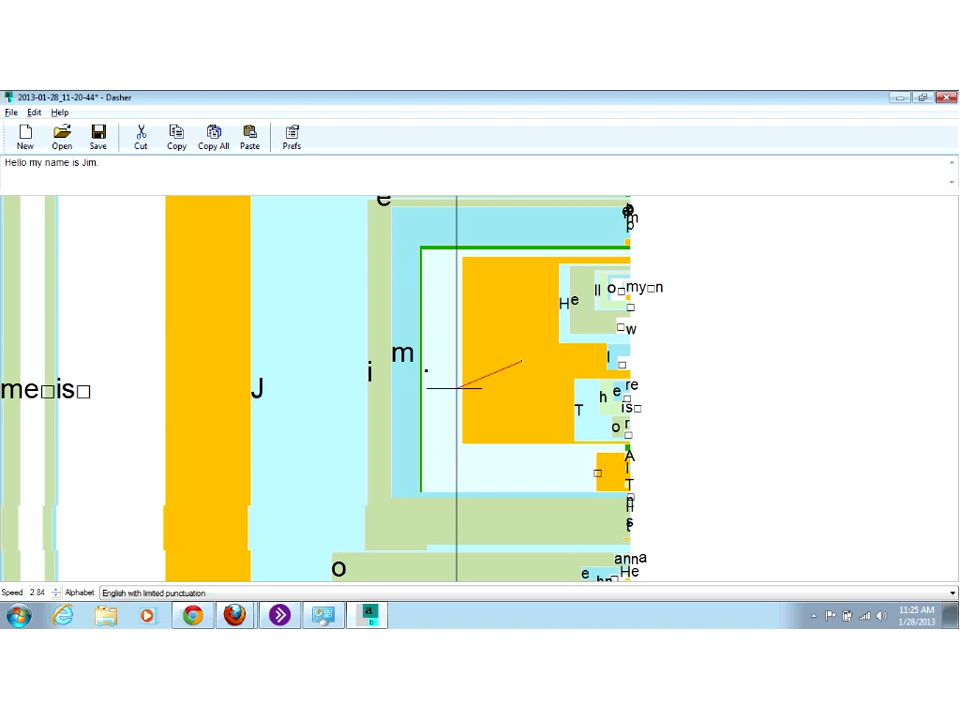 2013-01-28_11-20-44* - Dasher
File Edit Help
New Open Save Cut Copy Copy All Paste Prefs
Hello my name is Jim.
e
p
ll o□my□n
He
□
□w
m
l
.
□
i
re
me□is□
J
e
h
T
is□
o r
□
A
□
l
T
□
s
t
anna
o
e He
hn□
Speed: 2.84 Alphabet: English with limited punctuation
a
b
11:25 AM
1/28/2013